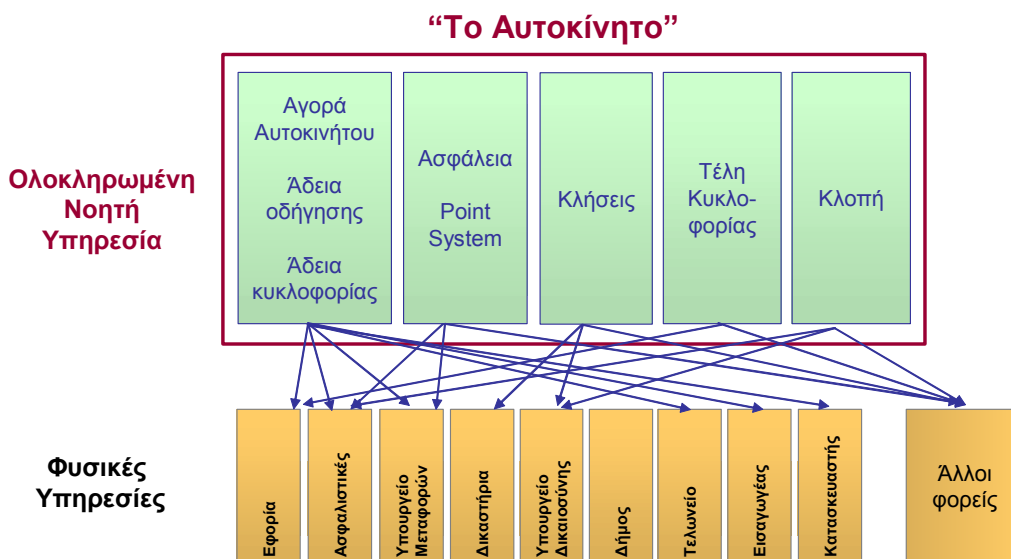 “Το Αυτοκίνητο”
Ολοκληρωμένη
Νοητή
Υπηρεσία
Αγορά
Αυτοκινήτου
Άδεια
οδήγησης
Άδεια
κυκλοφορίας
Ασφάλεια
Point
System
Κλήσεις
Τέλη
Κυκλο-
φορίας
Κλοπή
Φυσικές
Υπηρεσίες
Εφορία
Ασφαλιστικές
Υπουργείο
Μεταφορών
Δικαστήρια
Υπουργείο
Δικαιοσύνης
Δήμος
Τελωνείο
Εισαγωγέας
Κατασκευαστής
Άλλοι
φορείς